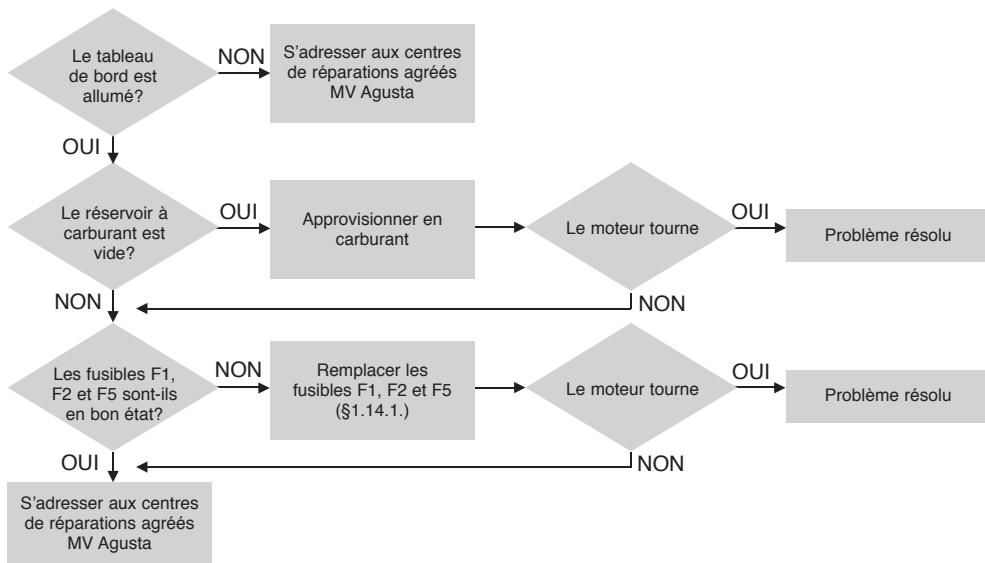 Le tableau
de bord est
allumé?
NON
S'adresser aux centres
de réparations agréés
MV Agusta
OUI
Le réservoir à
carburant est
vide?
OUI
Approvisionner en
carburant
Le moteur tourne
OUI
Problème résolu
NON
NON
Les fusibles F1,
F2 et F5 sont-ils
en bon état?
NON
Remplacer les
fusibles F1, F2 et F5
(§1.14.1.)
Le moteur tourne
OUI
Problème résolu
OUI
NON
S'adresser aux centres
de réparations agréés
MV Agusta